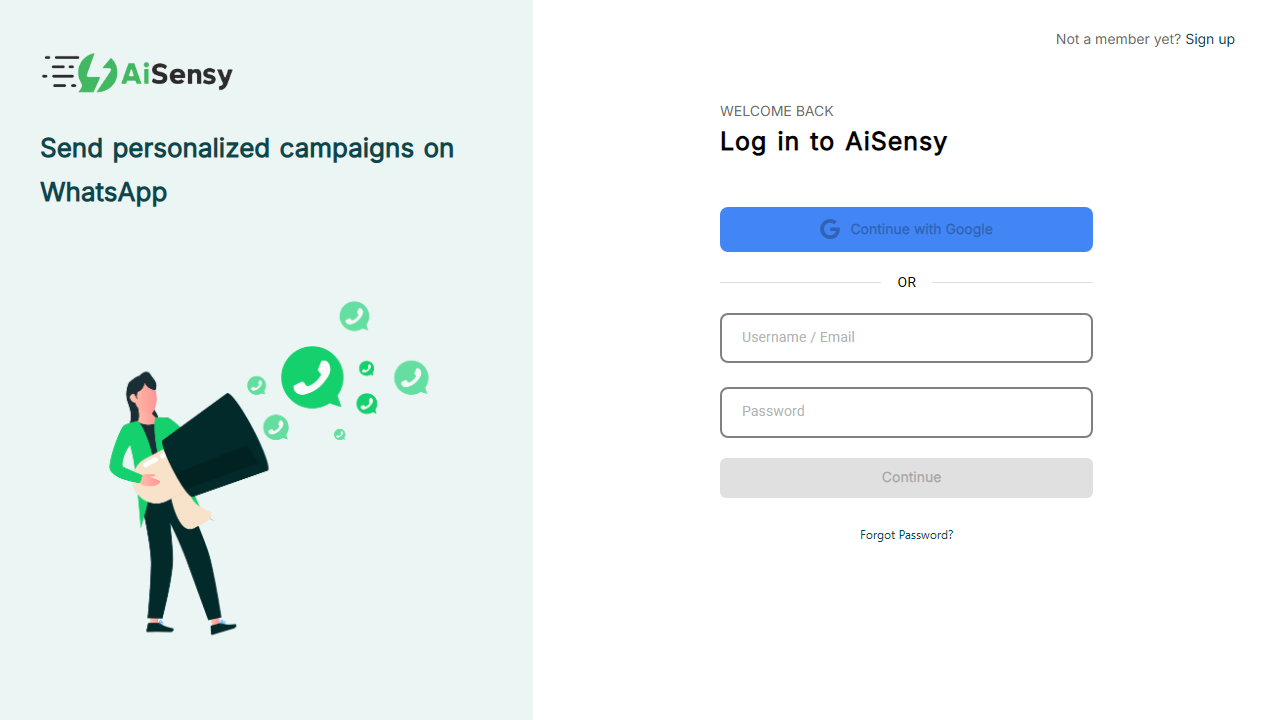 AiSensy
Send personalized campaigns on
WhatsApp
Not a member yet? Sign up
WELCOME BACK
Log in to AiSensy
Continue with Google
OR
Username / Email
Password
Continue
Forgot Password?